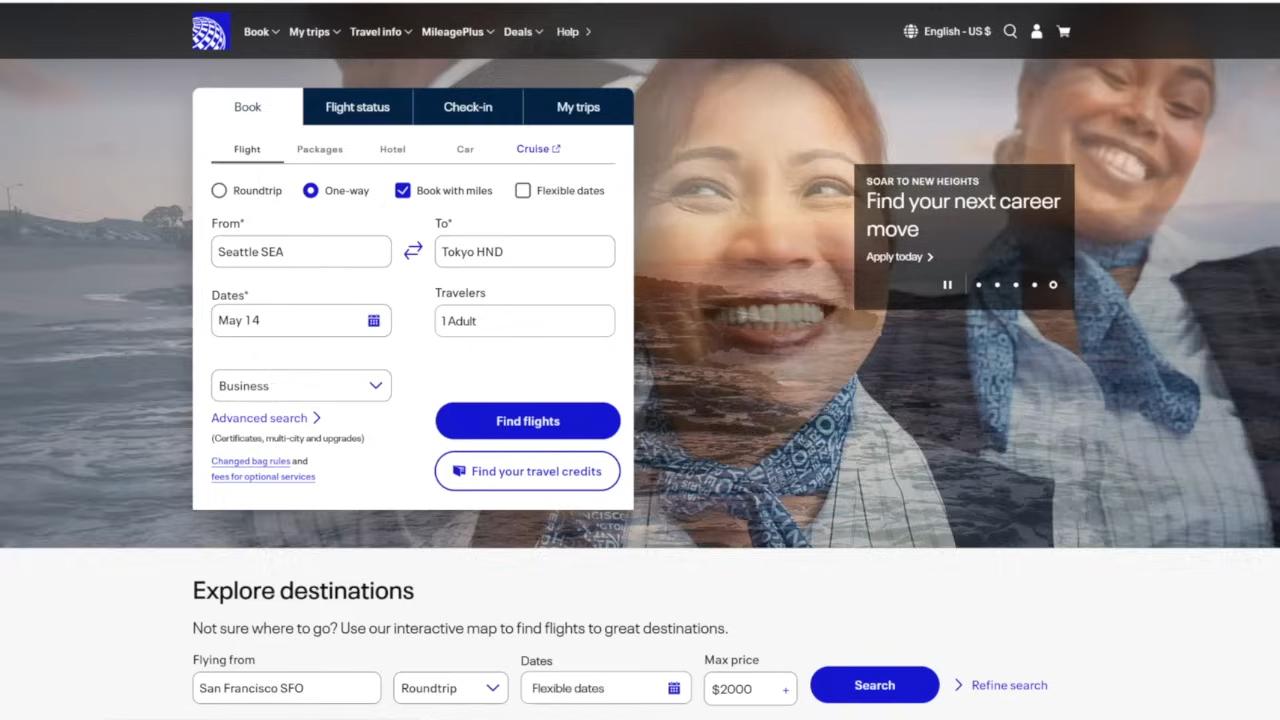 Book My trips Travel info MileagePlus Deals Help English - US $
Book Flight status Check-in My trips
Flight Packages Hotel Car Cruise
Roundtrip One-way Book with miles Flexible dates
From* To*
Seattle SEA Tokyo HND
Dates* Travelers
May 14 1 Adult
Business
Advanced search
(Certificates, multi-city and upgrades)
Changed bag rules and
fees for optional services
Find flights
Find your travel credits
SOAR TO NEW HEIGHTS
Find your next career
move
Apply today
Explore destinations
Not sure where to go? Use our interactive map to find flights to great destinations.
Flying from Dates Max price
San Francisco SFO Roundtrip Flexible dates $2000 + Search Refine search